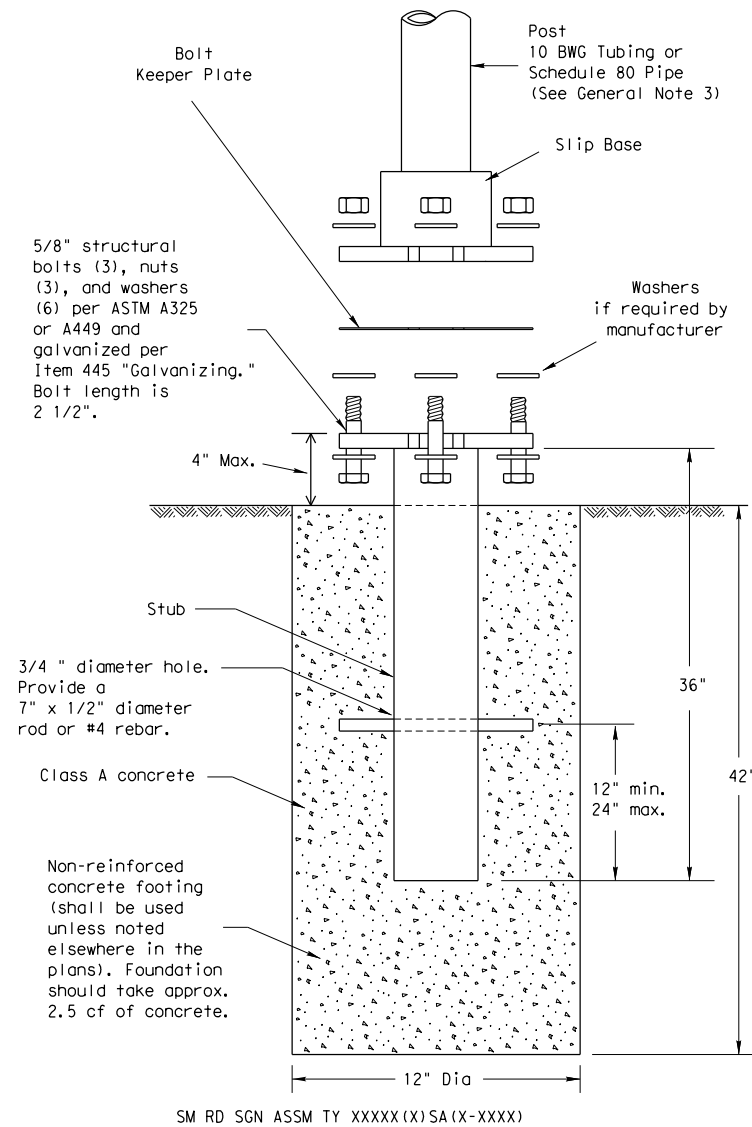 Bolt
Keeper Plate
Post
10 BWG Tubing or
Schedule 80 Pipe
(See General Note 3)
Slip Base
5/8" structural
bolts (3), nuts
(3), and washers
(6) per ASTM A325
or A449 and
galvanized per
Item 445 "Galvanizing."
Bolt length is
2 1/2".
Washers
if required by
manufacturer
4" Max.
Stub
3/4 " diameter hole.
Provide a
7" x 1/2" diameter
rod or #4 rebar.
36"
Class A concrete
12" min.
24" max.
42"
Non-reinforced
concrete footing
(shall be used
unless noted
elsewhere in the
plans). Foundation
should take approx.
2.5 cf of concrete.
12" Dia
SM RD SGN ASSM TY XXXXX(X)SA(X-XXXX)